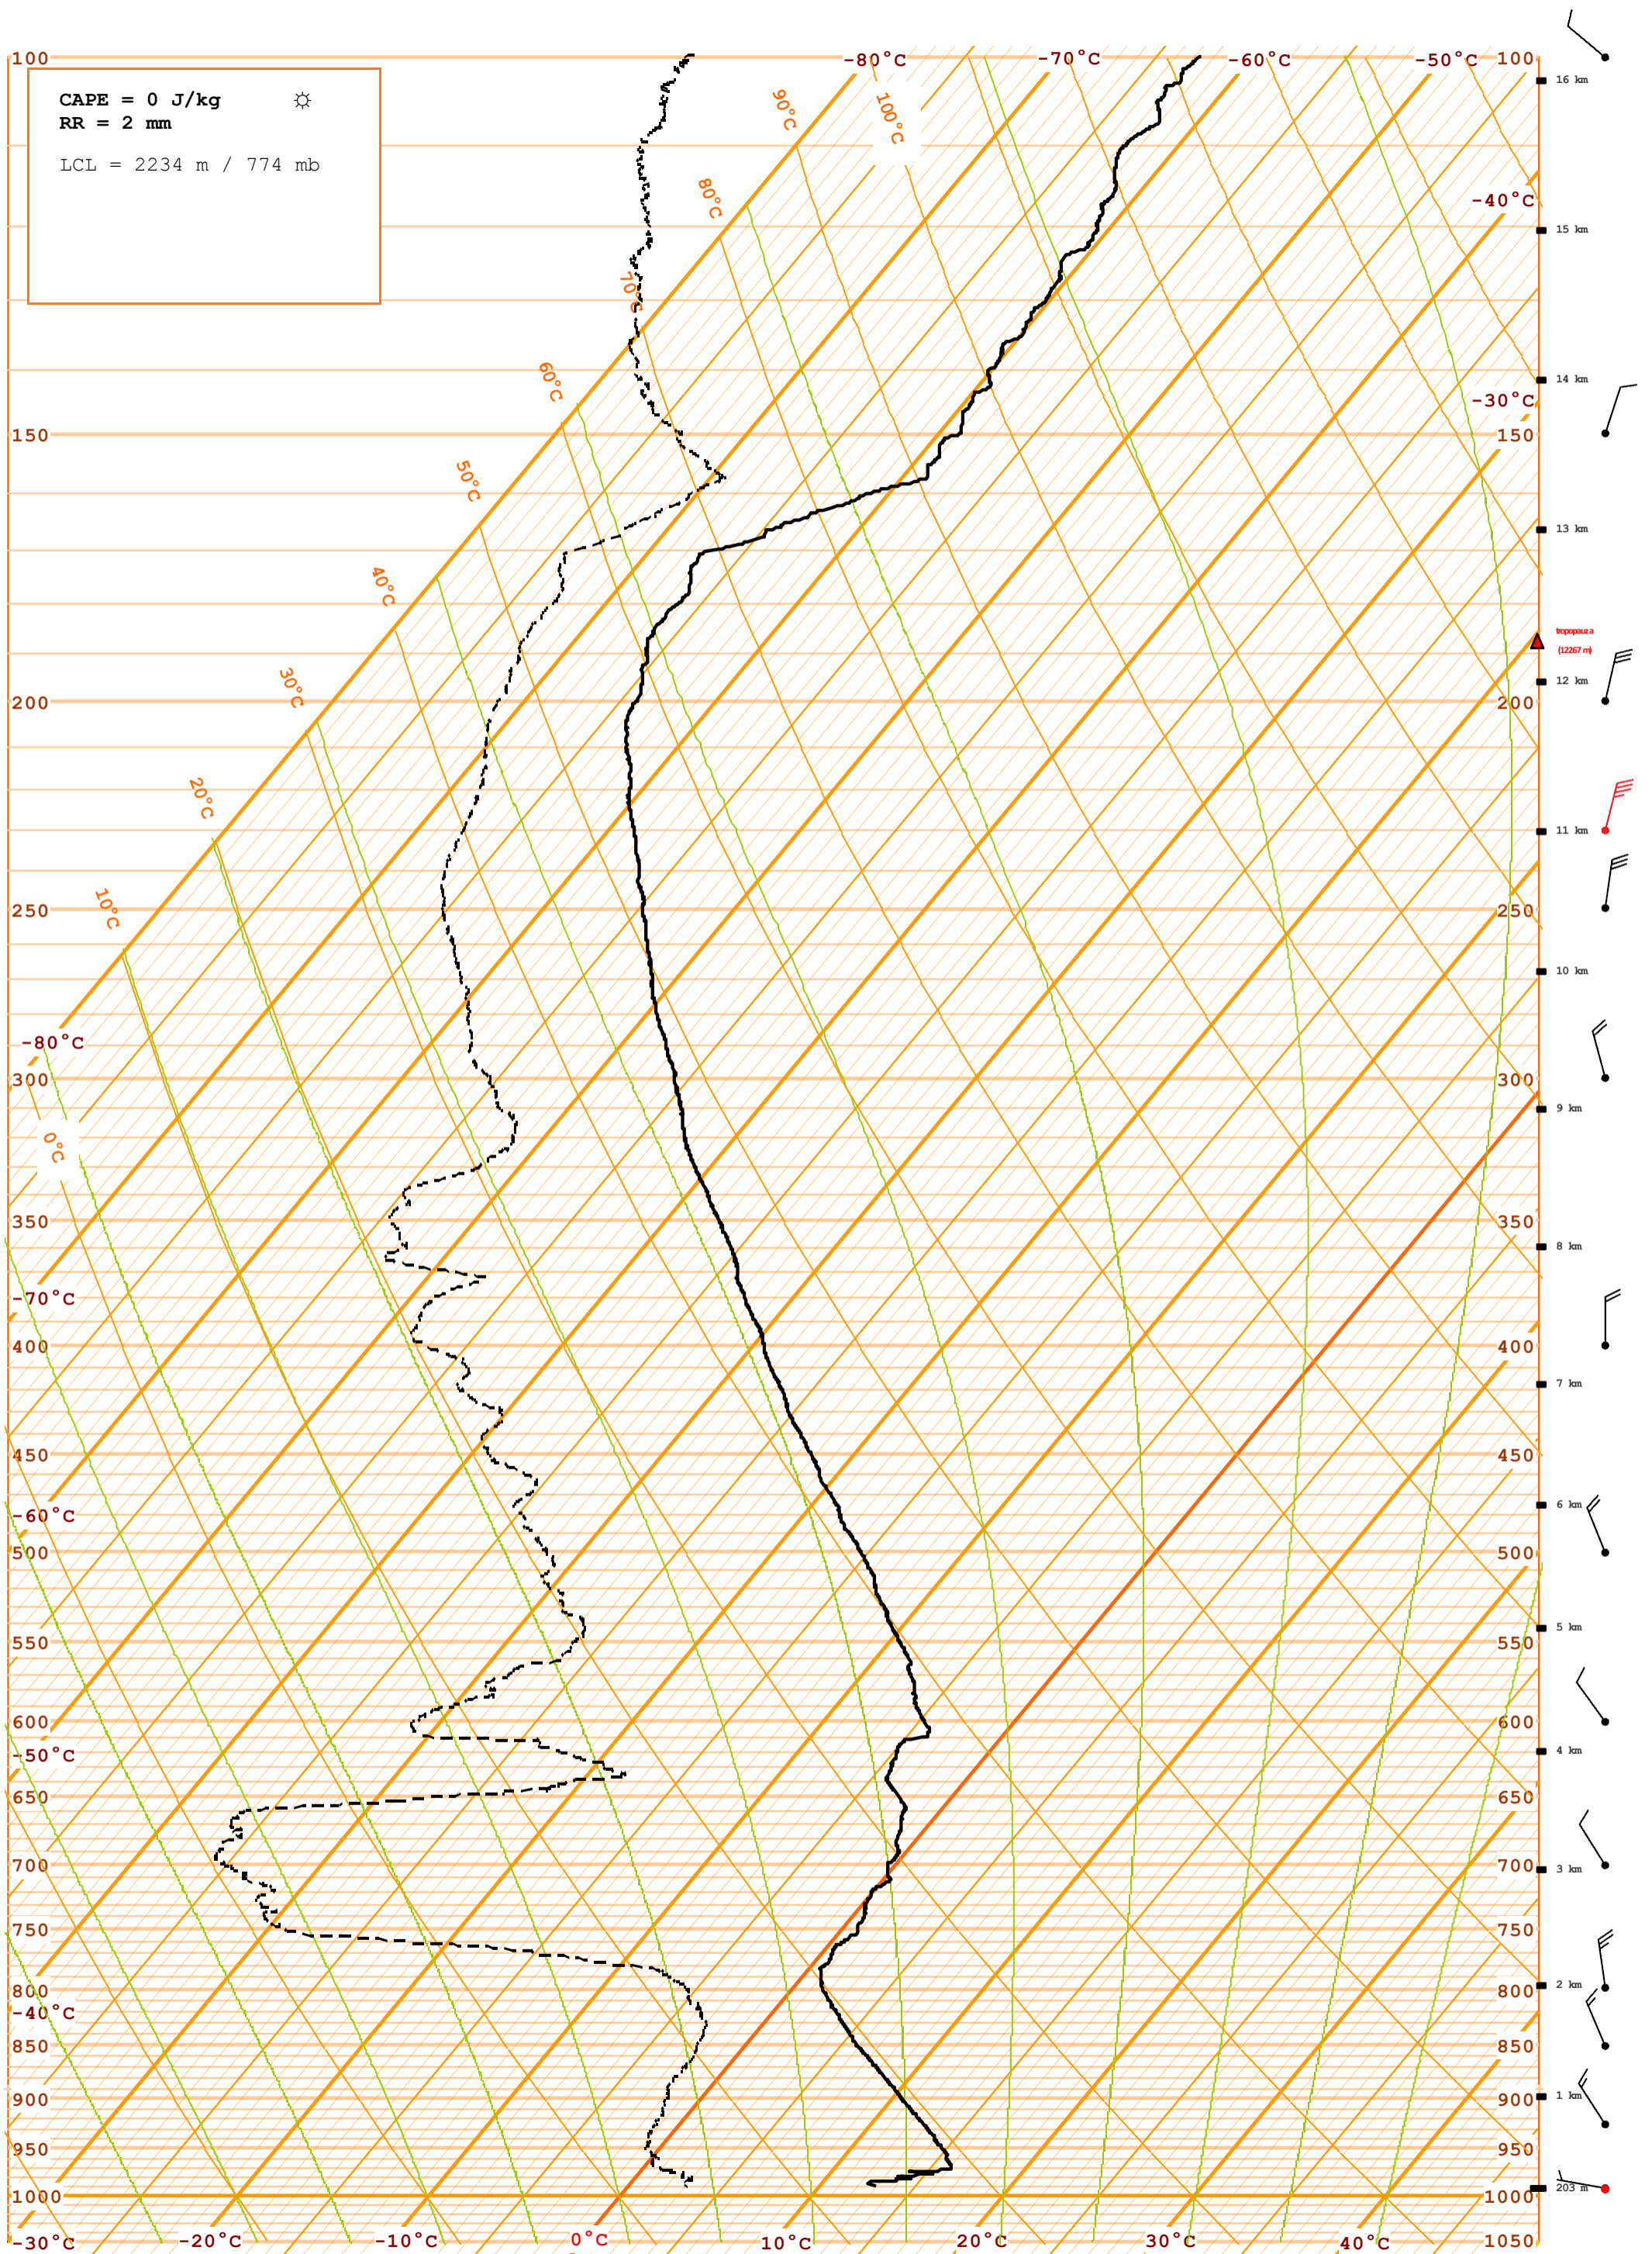 -80°C -70°C -60°C -50°C
100 100
16 km
CAPE = 0 J/kg ☼
RR = 2 mm
LCL = 2234 m / 774 mb
90°C 100°C
80°C
-40°C
15 km
70°C
14 km
60°C
-30°C
150 150
50°C
13 km
40°C
tropopauza
(12267 m)
30°C
12 km
200 200
20°C
11 km
10°C
250 250
10 km
-80°C
300 300
9 km
0°C
350 350
8 km
-70°C
400 400
7 km
450 450
6 km
-60°C
500 500
5 km
550 550
600 600
-50°C
4 km
650 650
700 700
3 km
750 750
2 km
800 800
-40°C
850 850
1 km
900 900
950 950
203 m
1000 1000
-30°C -20°C -10°C 0°C 10°C 20°C 30°C 40°C 1050